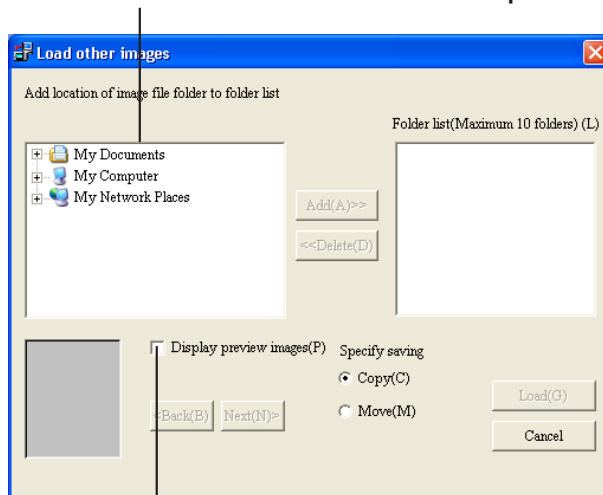 Load other images
Add location of image file folder to folder list
Folder list(Maximum 10 folders) (L)
My Documents
My Computer
My Network Places
Add(A)>>
<<Delete(D)
Display preview images(P)
Specify saving
Copy(C)
Move(M)
<Back(B)
Next(N)>
Load(G)
Cancel